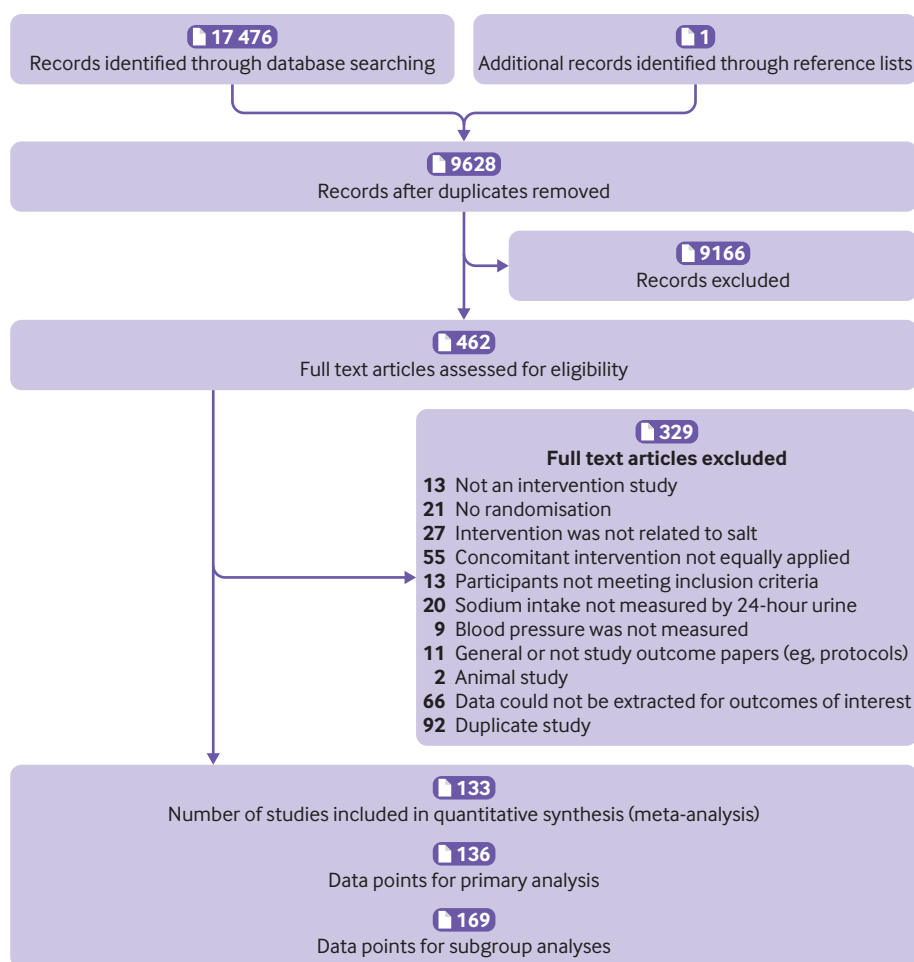 17 476
Records identified through database searching
1
Additional records identified through reference lists
9628
Records after duplicates removed
9166
Records excluded
462
Full text articles assessed for eligibility
329
Full text articles excluded
13 Not an intervention study
21 No randomisation
27 Intervention was not related to salt
55 Concomitant intervention not equally applied
13 Participants not meeting inclusion criteria
20 Sodium intake not measured by 24-hour urine
9 Blood pressure was not measured
11 General or not study outcome papers (eg, protocols)
2 Animal study
66 Data could not be extracted for outcomes of interest
92 Duplicate study
133
Number of studies included in quantitative synthesis (meta-analysis)
136
Data points for primary analysis
169
Data points for subgroup analyses